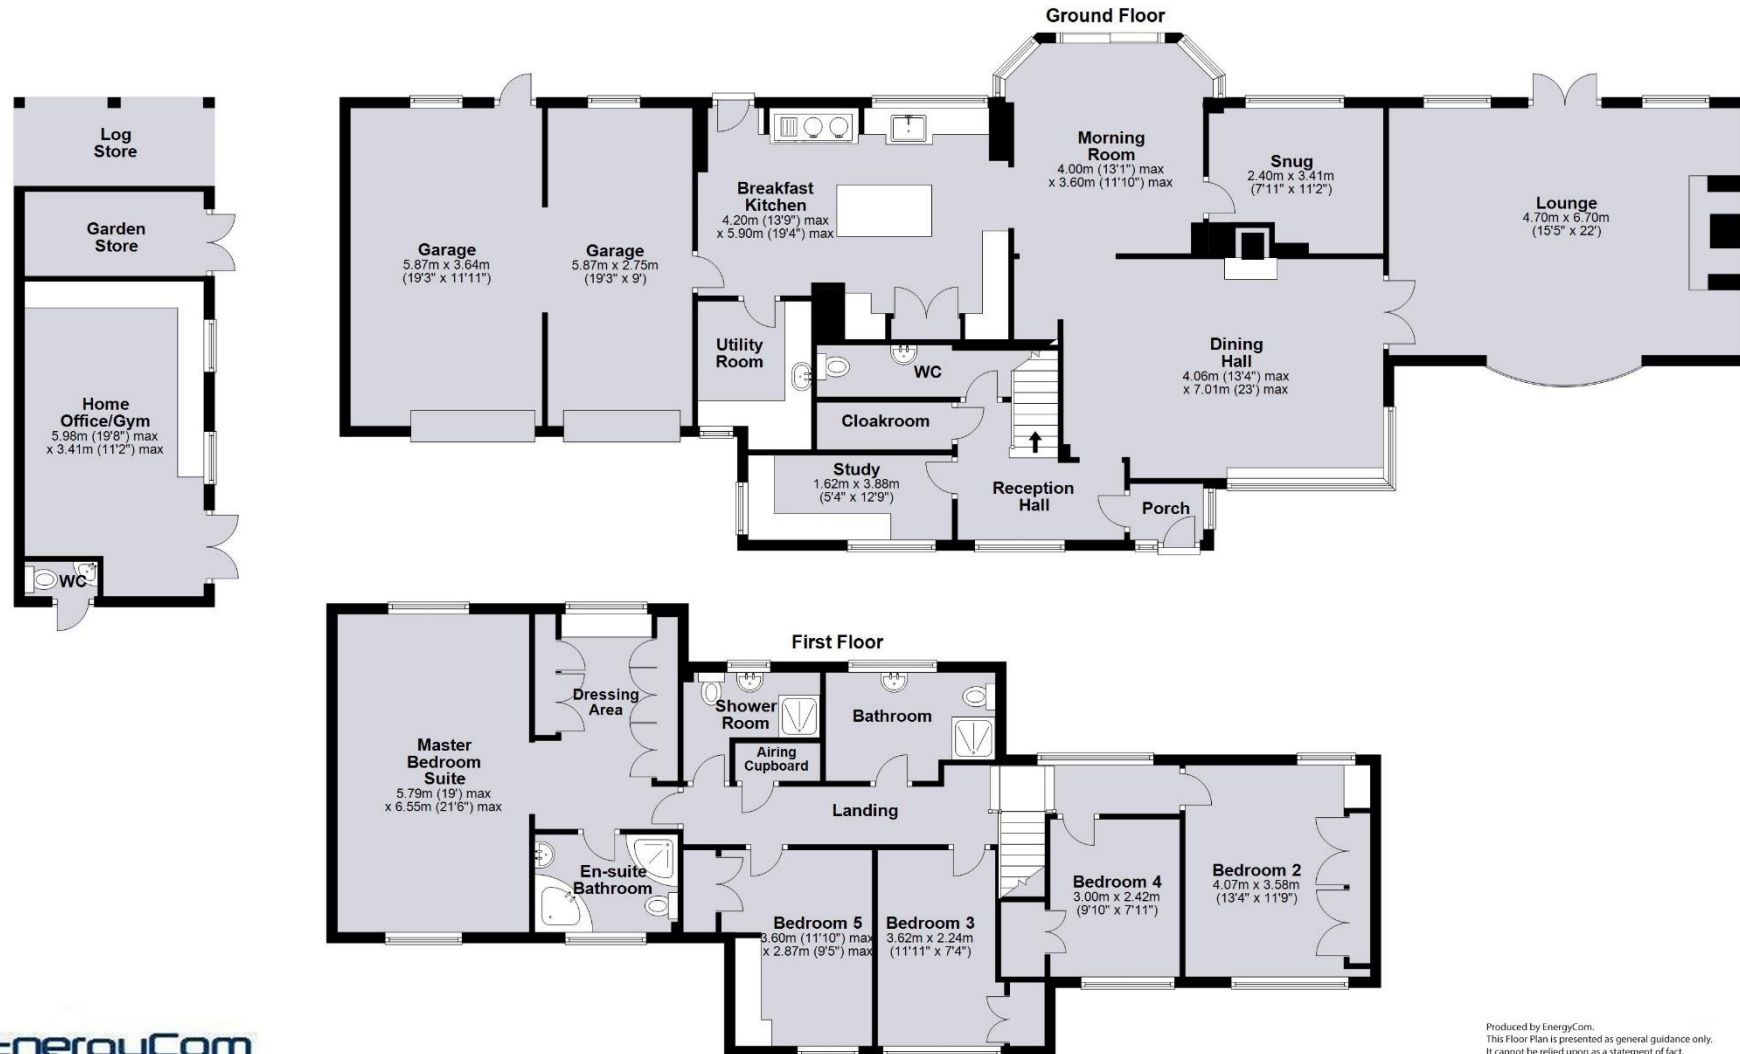 Ground Floor
Log
Store
Garden
Store
Home
Office/Gym
5.98m (19'8") max
x 3.41m (11'2") max
WC
Garage
5.87m x 3.64m
(19'3" x 11'11")
Garage
5.87m x 2.75m
(19'3" x 9')
Breakfast
Kitchen
4.20m (13'9") max
x 5.90m (19'4") max
Morning
Room
4.00m (13'1") max
x 3.60m (11'10") max
Snug
2.40m x 3.41m
(7'11" x 11'2")
Lounge
4.70m x 6.70m
(15'5" x 22')
Utility
Room
WC
Cloakroom
Dining
Hall
4.06m (13'4") max
x 7.01m (23') max
Study
1.62m x 3.88m
(5'4" x 12'9")
Reception
Hall
Porch
First Floor
Master
Bedroom
Suite
5.79m (19') max
x 6.55m (21'6") max
Dressing
Area
Shower
Room
Airing
Cupboard
Bathroom
Landing
En-suite
Bathroom
Bedroom 5
3.60m (11'10") max
x 2.87m (9'5") max
Bedroom 3
3.62m x 2.24m
(11'11" x 7'4")
Bedroom 4
3.00m x 2.42m
(9'10" x 7'11")
Bedroom 2
4.07m x 3.58m
(13'4" x 11'9")
EnergyCom
Produced by EnergyCom.
This Floor Plan is presented as general guidance only.
It cannot be relied upon as a statement of fact.